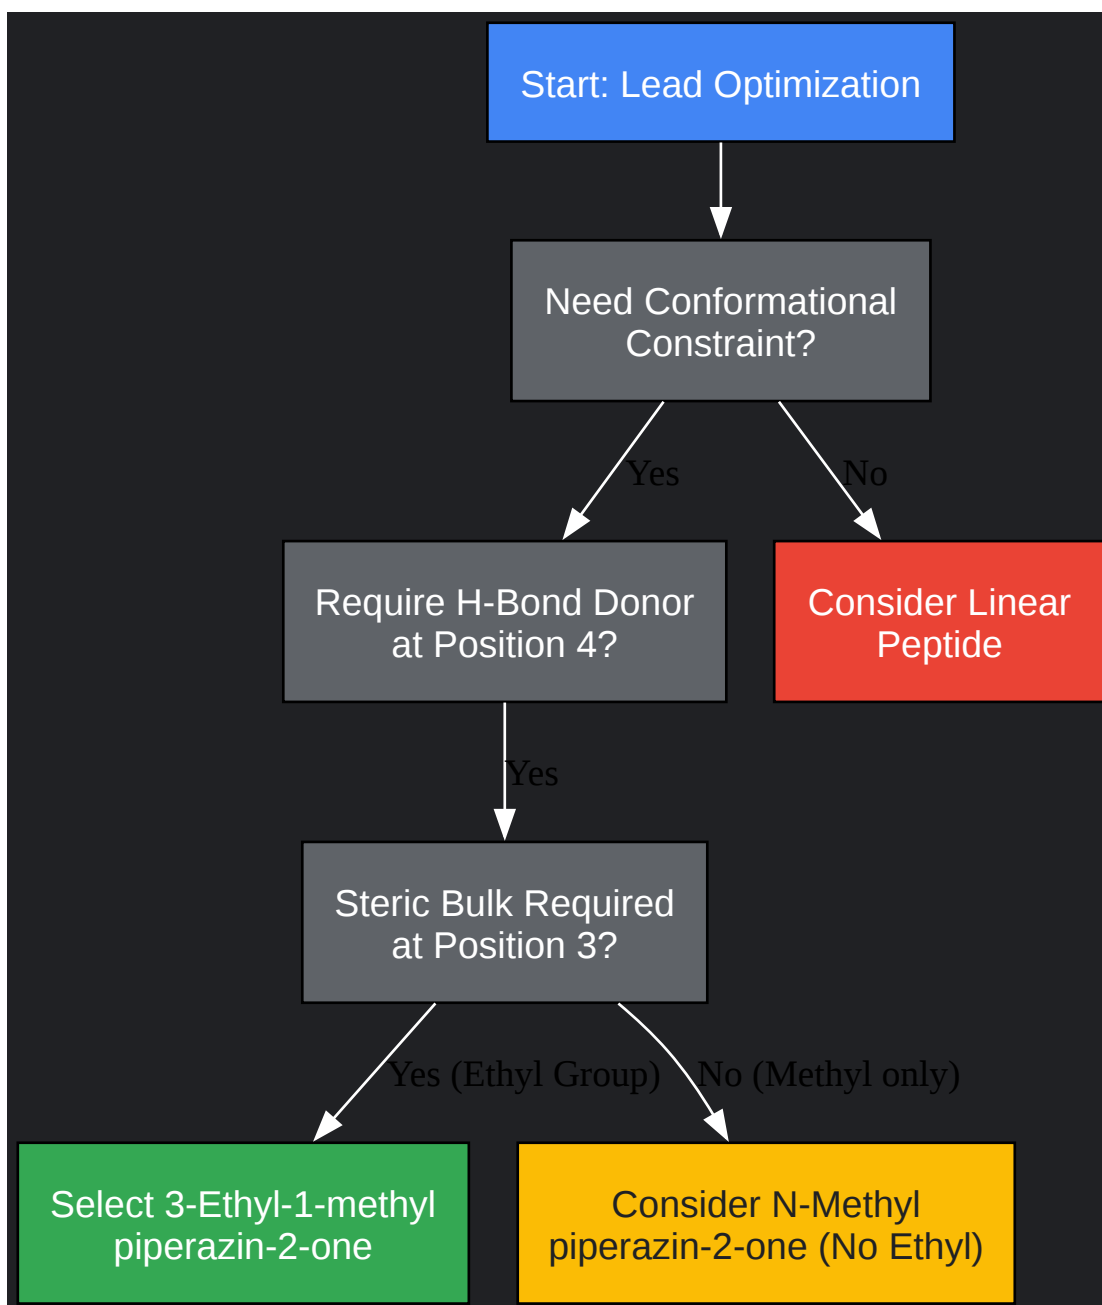 Start: Lead Optimization
Need Conformational
Constraint?
Yes
No
Require H-Bond Donor
at Position 4?
Consider Linear
Peptide
Yes
Steric Bulk Required
at Position 3?
Yes (Ethyl Group)
No (Methyl only)
Select 3-Ethyl-1-methyl
piperazin-2-one
Consider N-Methyl
piperazin-2-one (No Ethyl)